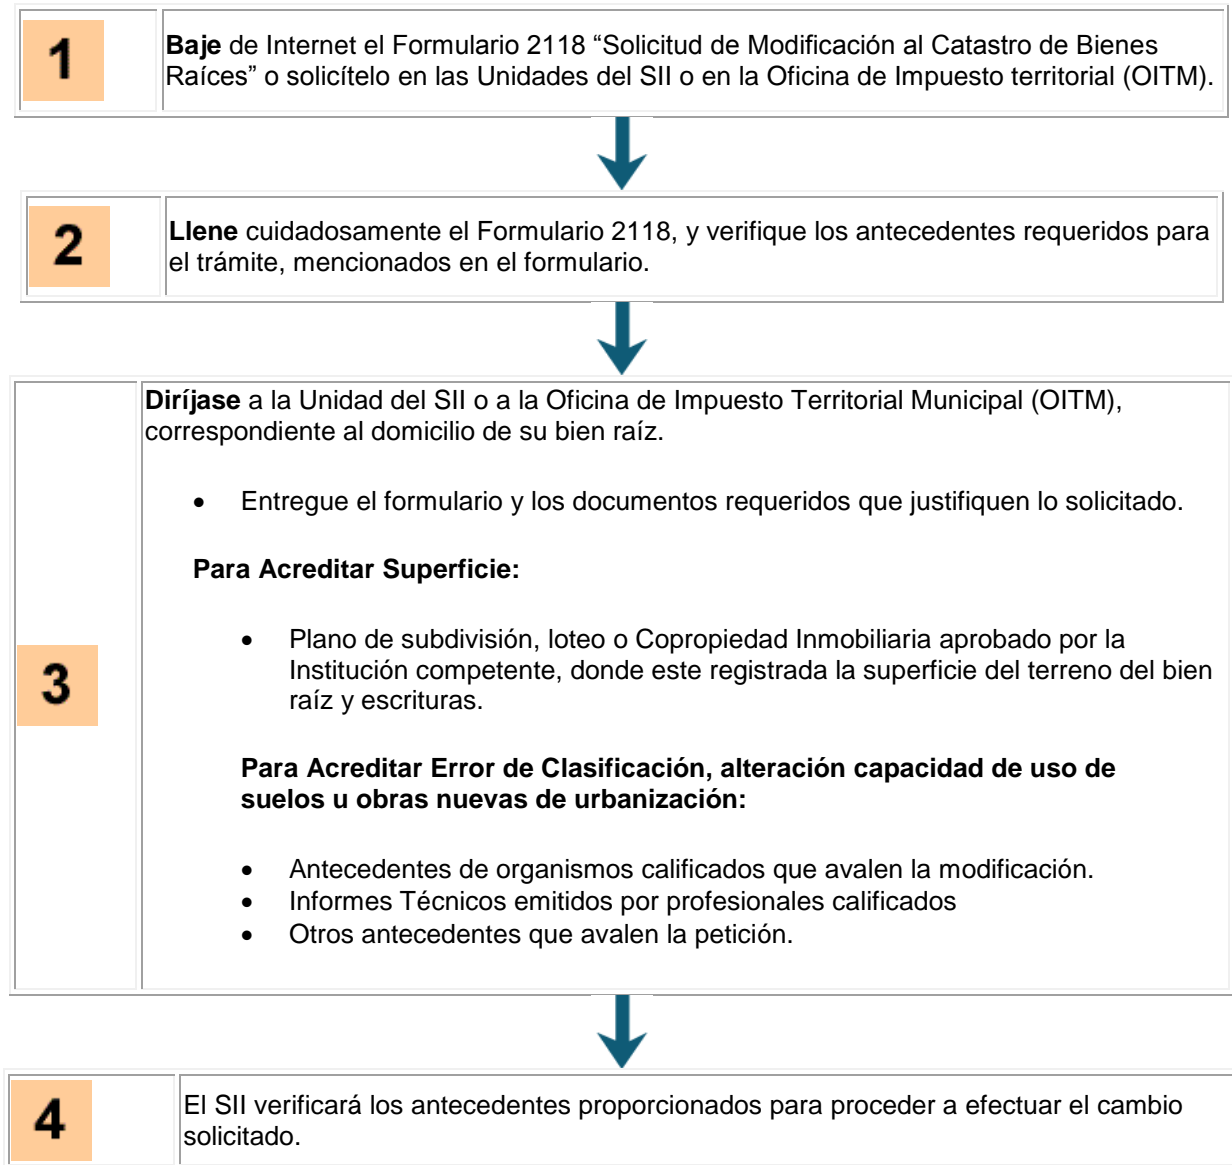 1
Baje de Internet el Formulario 2118 “Solicitud de Modificación al Catastro de Bienes
Raíces” o solicítelo en las Unidades del SII o en la Oficina de Impuesto territorial (OITM).
2
Llene cuidadosamente el Formulario 2118, y verifique los antecedentes requeridos para
el trámite, mencionados en el formulario.
3
Diríjase a la Unidad del SII o a la Oficina de Impuesto Territorial Municipal (OITM),
correspondiente al domicilio de su bien raíz.
• Entregue el formulario y los documentos requeridos que justifiquen lo solicitado.
Para Acreditar Superficie:
• Plano de subdivisión, loteo o Copropiedad Inmobiliaria aprobado por la
Institución competente, donde este registrada la superficie del terreno del bien
raíz y escrituras.
Para Acreditar Error de Clasificación, alteración capacidad de uso de
suelos u obras nuevas de urbanización:
• Antecedentes de organismos calificados que avalen la modificación.
• Informes Técnicos emitidos por profesionales calificados
• Otros antecedentes que avalen la petición.
4
El SII verificará los antecedentes proporcionados para proceder a efectuar el cambio
solicitado.